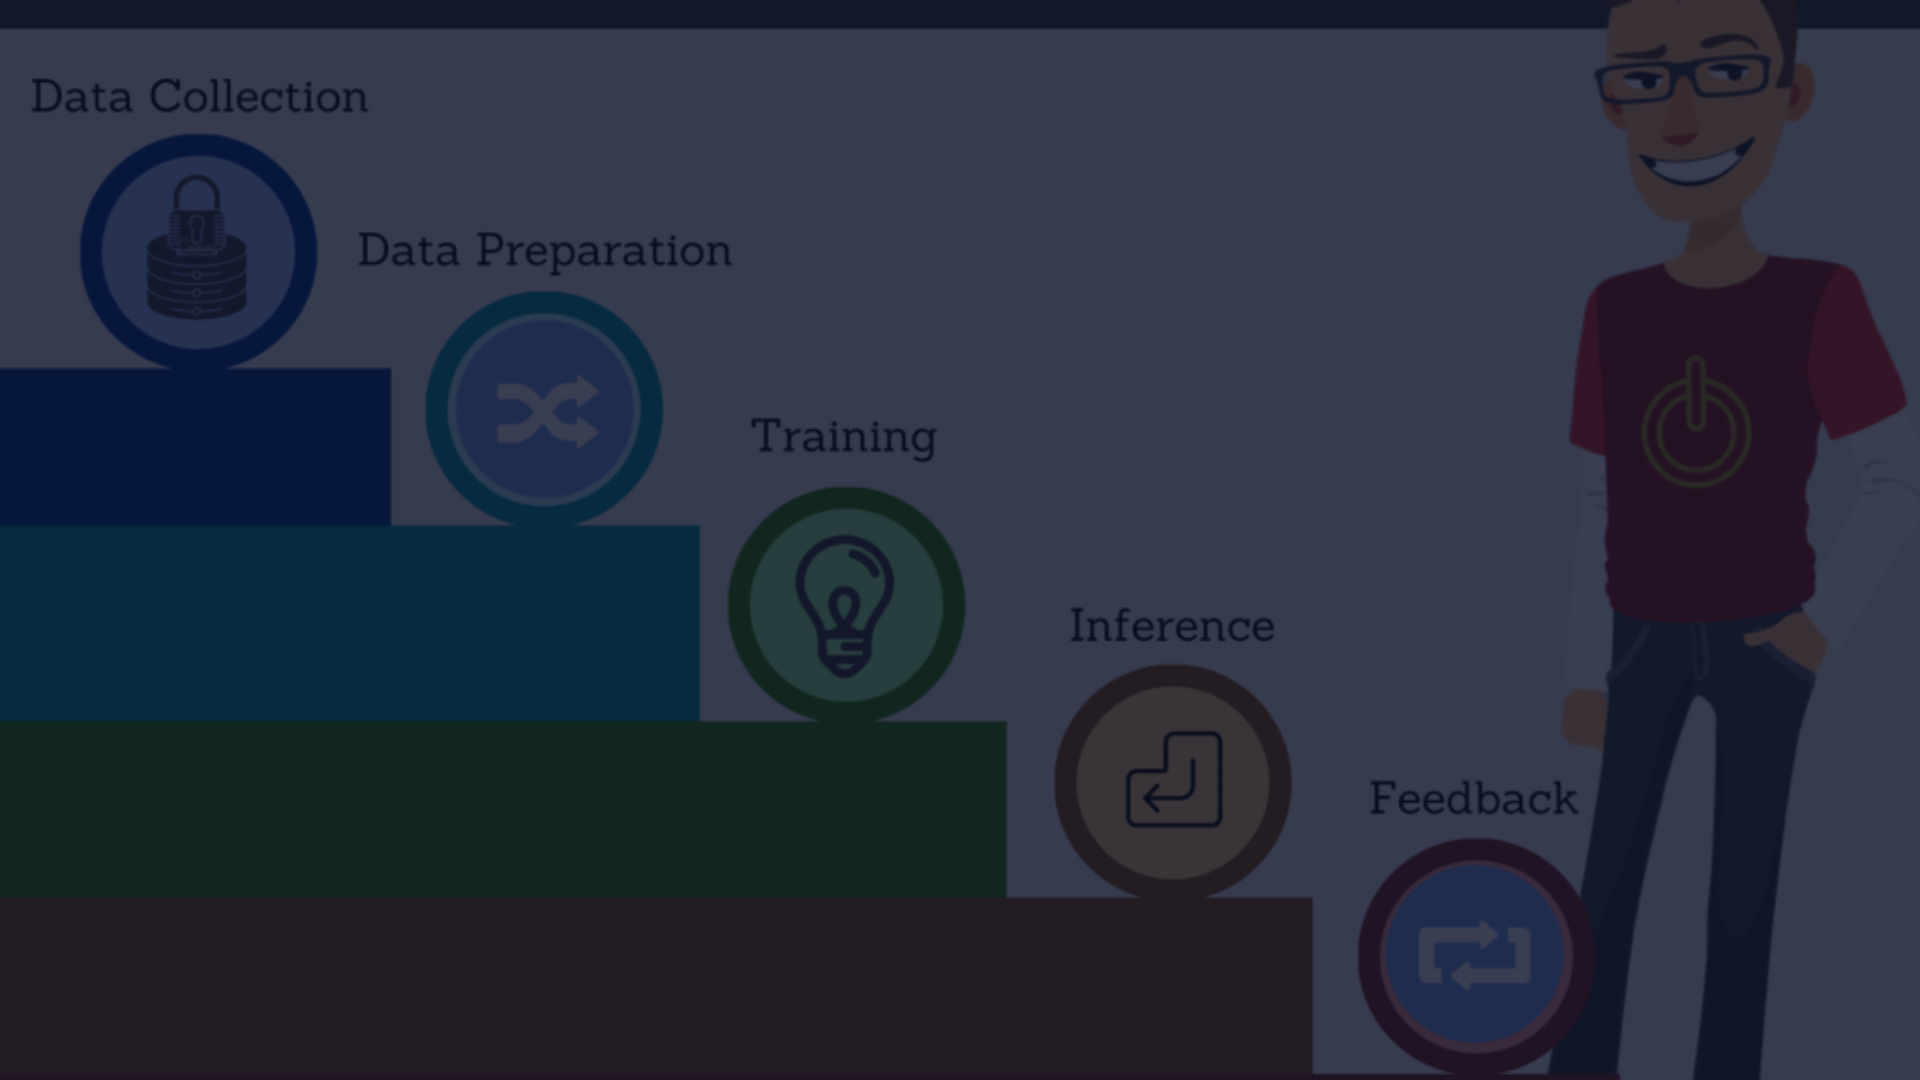 Data Collection
Data Preparation
Training
Inference
Feedback